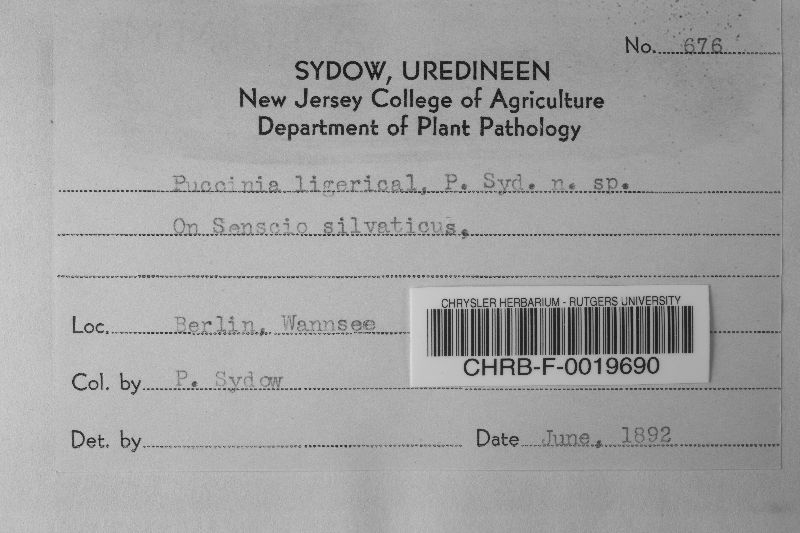 No. 676
SYDOW, UREDINEEN
New Jersey College of Agriculture
Department of Plant Pathology
Puccinia ligerical, P. Syd. n. sp.
On Senscio silvaticus.
CHRYSLER HERBARIUM - RUTGERS UNIVERSITY
CHRB-F-0019690
Loc. Berlin, Wannsee
Col. by P. Sydow
Det. by
Date June, 1892